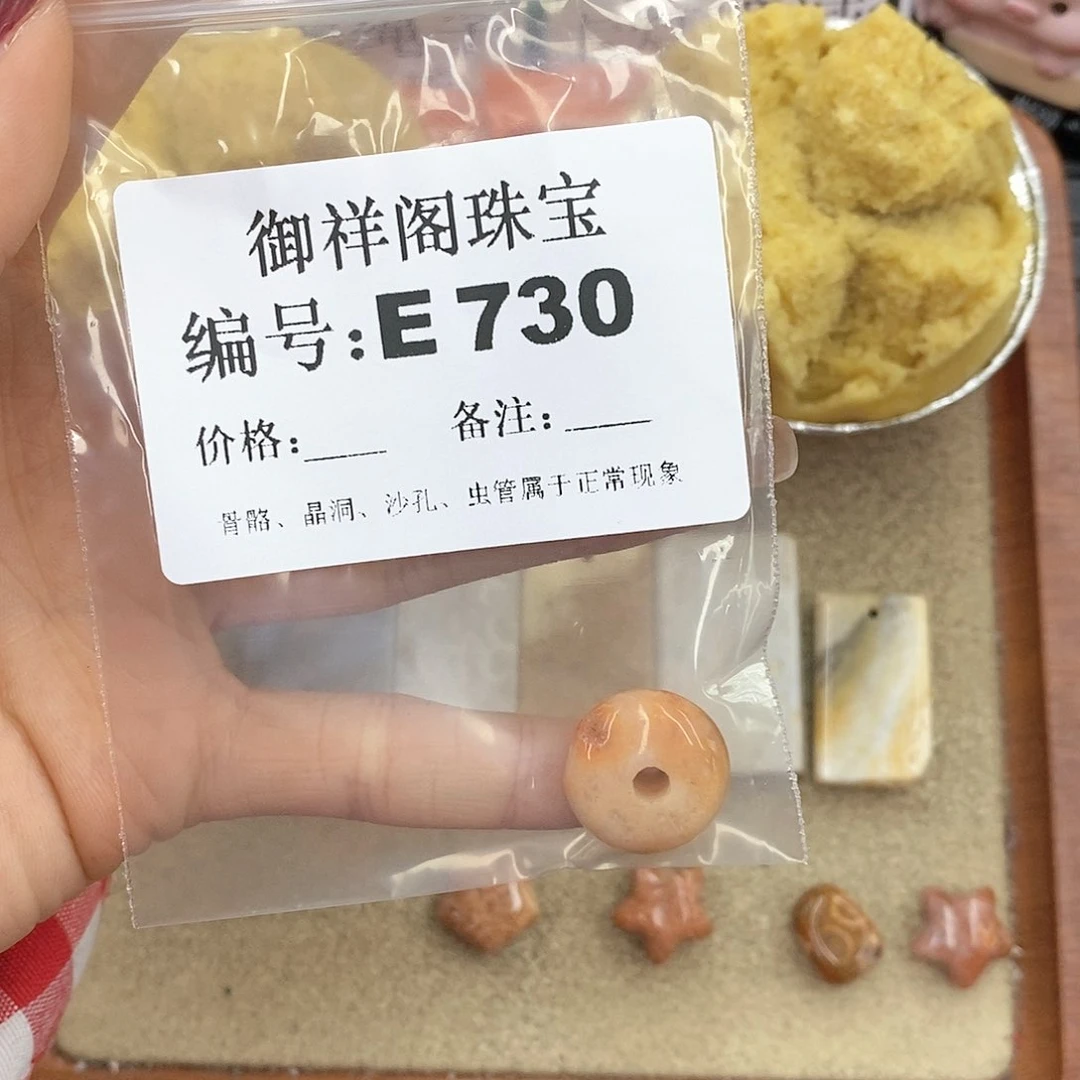 御祥阁珠宝
编号:E 730
价格:____ 备注:____
骨骼、晶洞、沙孔、虫管属于正常现象